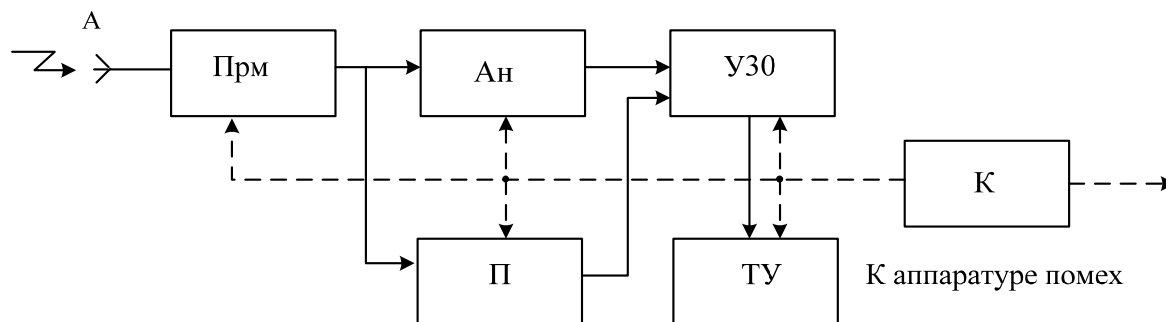 А
Прм
Ан
УЗО
К
П
ТУ
К аппаратуре помех